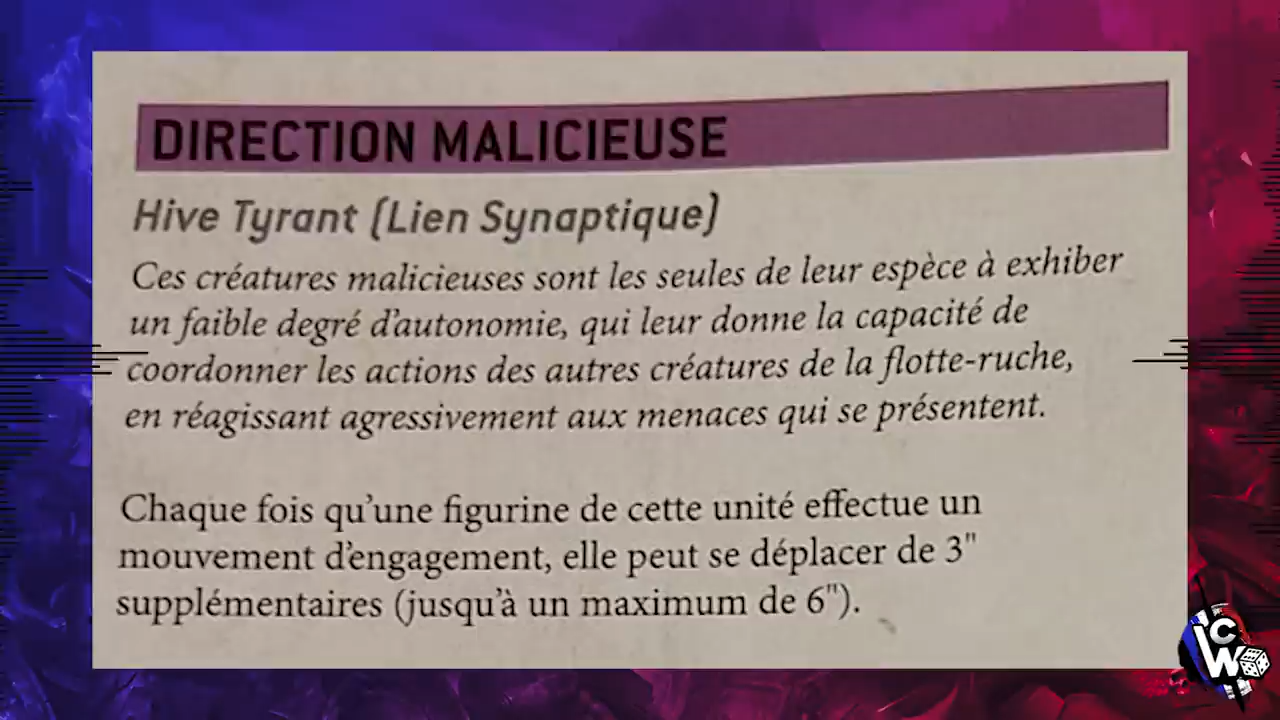 DIRECTION MALICIEUSE
Hive Tyrant (Lien Synaptique)
Ces créatures malicieuses sont les seules de leur espèce à exhiber
un faible degré d'autonomie, qui leur donne la capacité de
coordonner les actions des autres créatures de la flotte-ruche,
en réagissant agressivement aux menaces qui se présentent.
Chaque fois qu'une figurine de cette unité effectue un
mouvement d'engagement, elle peut se déplacer de 3"
supplémentaires (jusqu'à un maximum de 6").
CW